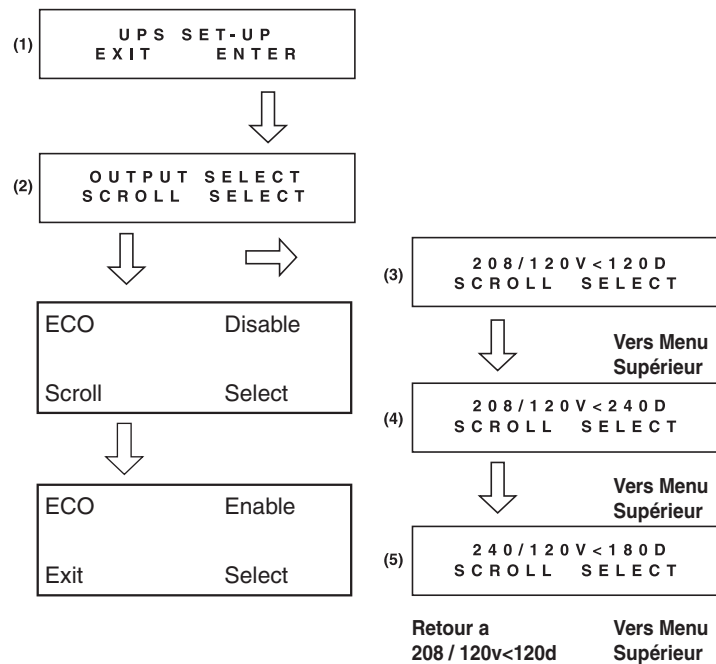 (1)
UPS SET-UP
EXIT ENTER
(2)
OUTPUT SELECT
SCROLL SELECT
ECO Disable
Scroll Select
ECO Enable
Exit Select
(3)
208/120V<120D
SCROLL SELECT
Vers Menu
Supérieur
(4)
208/120V<240D
SCROLL SELECT
Vers Menu
Supérieur
(5)
240/120V<180D
SCROLL SELECT
Retour a
208 / 120v<120d
Vers Menu
Supérieur